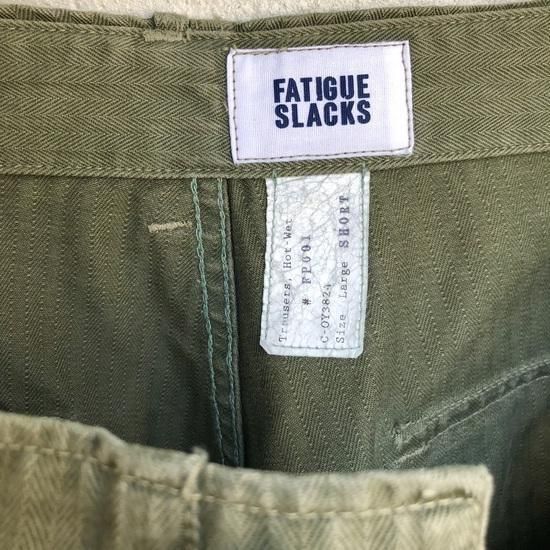 FATIGUE
SLACKS
Trousers, Hot-Wet
# FP001
C-OY3824
Size Large SHORT